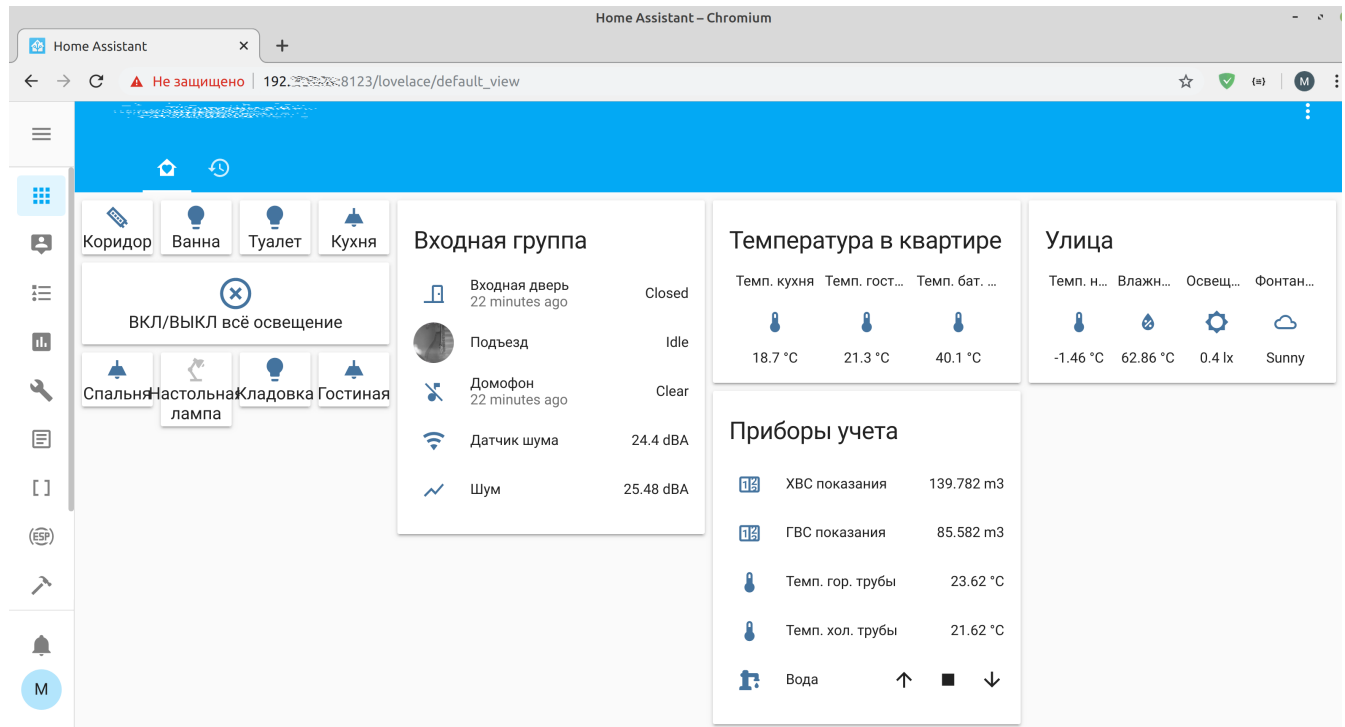 Home Assistant – Chromium
Home Assistant
Не защищено
192.
:8123/lovelace/default_view
M
Коридор
Ванна
Туалет
Кухня
ВКЛ/ВЫКЛ всё освещение
Спальня
Настольная
лампа
Кладовка
Гостиная
Входная группа
Входная дверь
22 minutes ago
Closed
Подъезд
Idle
Домофон
22 minutes ago
Clear
Датчик шума
24.4 dBA
Шум
25.48 dBA
Температура в квартире
Темп. кухня Темп. гост... Темп. бат. ...
18.7 °C 21.3 °C 40.1 °C
Приборы учета
ХВС показания 139.782 m3
ГВС показания 85.582 m3
Темп. гор. трубы 23.62 °C
Темп. хол. трубы 21.62 °C
Вода
Улица
Темп. н... Влажн... Освещ... Фонтан...
-1.46 °C 62.86 °C 0.4 lx Sunny
(ESP)
M